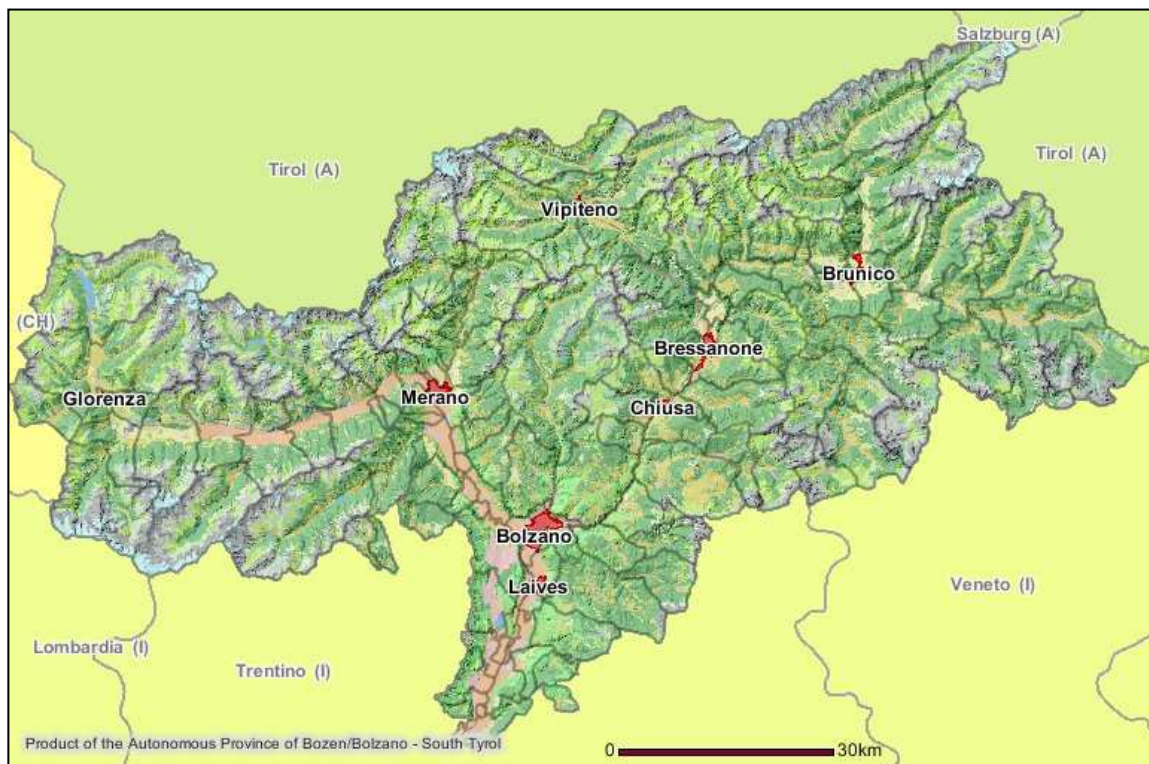 Salzburg (A)
Tirol (A)
Tirol (A)
Vipiteno
Brunico
(CH)
Bressanone
Glorenza
Merano
Chiusa
Bolzano
Laives
Veneto (I)
Lombardia (I)
Trentino (I)
Product of the Autonomous Province of Bozen/Bolzano - South Tyrol
0 30km